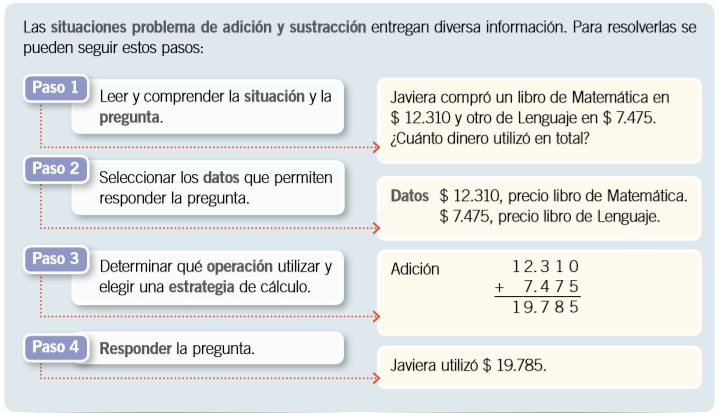 Las situaciones problema de adición y sustracción entregan diversa información. Para resolverlas se
pueden seguir estos pasos:
Paso 1
Leer y comprender la situación y la
pregunta.
Javiera compró un libro de Matemática en
$ 12.310 y otro de Lenguaje en $ 7.475.
¿Cuánto dinero utilizó en total?
Paso 2
Seleccionar los datos que permiten
responder la pregunta.
Datos $ 12.310, precio libro de Matemática.
$ 7.475, precio libro de Lenguaje.
Paso 3
Determinar qué operación utilizar y
elegir una estrategia de cálculo.
Adición 12.310
+ 7.475
19.785
Paso 4
Responder la pregunta.
Javiera utilizó $ 19.785.